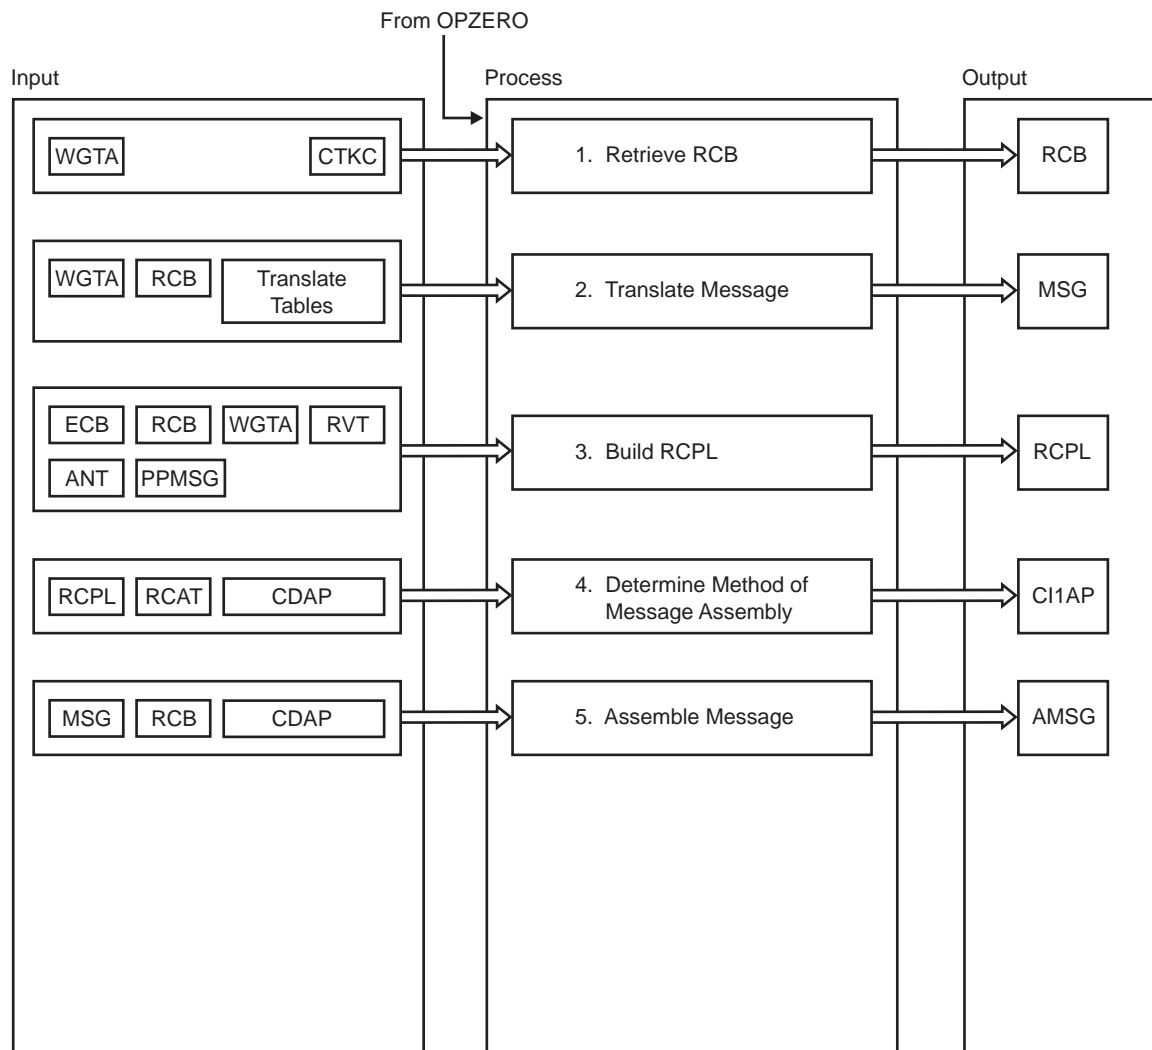 From OPZERO
Input
Process
Output
WGTA
CTKC
1. Retrieve RCB
RCB
WGTA
RCB
Translate
Tables
2. Translate Message
MSG
ECB
RCB
WGTA
RVT
ANT
PPMSG
3. Build RCPL
RCPL
RCPL
RCAT
CDAP
4. Determine Method of
Message Assembly
CI1AP
MSG
RCB
CDAP
5. Assemble Message
AMSG